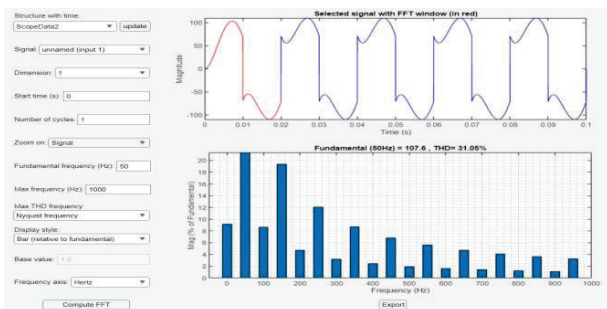 Structure with time:
ScopeData2
update
Signal: unnamed (input 1)
Dimension: 1
Start time (s): 0
Number of cycles: 1
Zoom on: Signal
Fundamental frequency (Hz): 50
Max frequency (Hz): 1000
Max THD frequency:
Nyquist frequency
Display style:
Bar (relative to fundamental)
Base value: 1.0
Frequency axis: Hertz
Compute FFT
Selected signal with FFT window (in red)
100
50
0
-50
-100
Magnitude
0 0.01 0.02 0.03 0.04 0.05 0.06 0.07 0.08 0.09 0.1
Time (s)
Fundamental (50Hz) = 107.6 , THD= 31.05%
20
18
16
14
12
10
8
6
4
2
0
Mag (% of Fundamental)
0 100 200 300 400 500 600 700 800 900 1000
Frequency (Hz)
Export